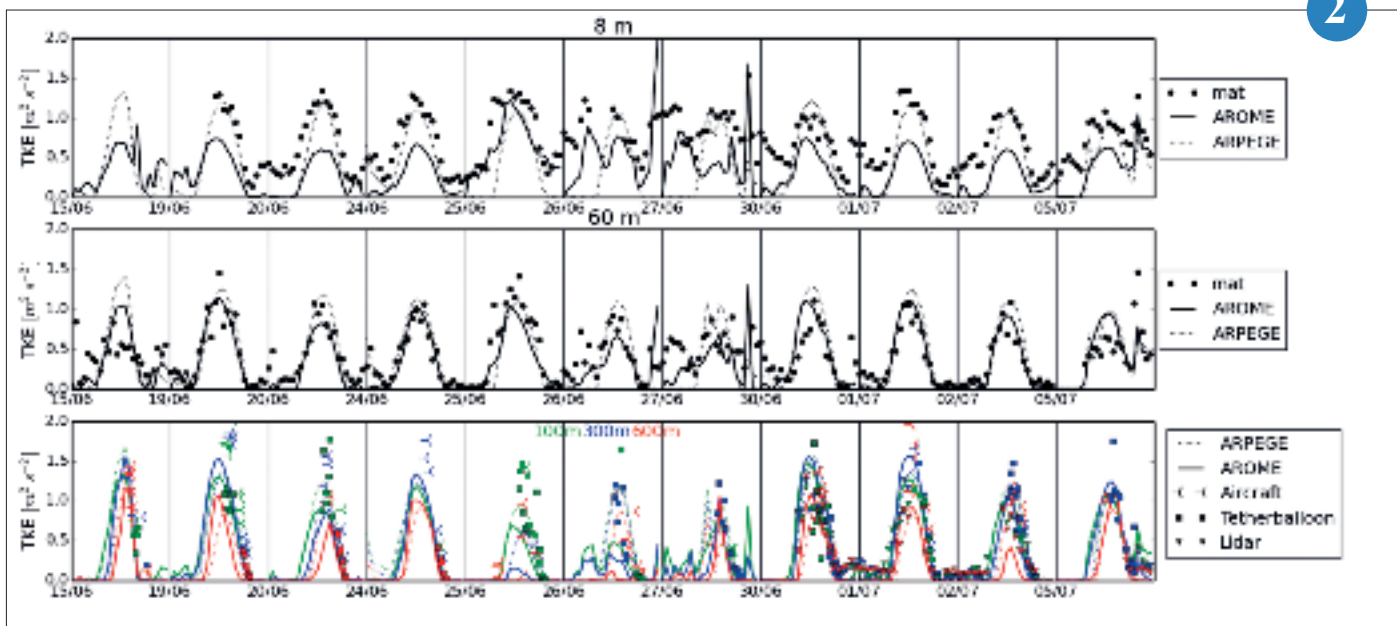 2
8 m
TKE [m² s⁻²]
2.0
1.5
1.0
0.5
0.0
15/06 19/06 20/06 24/06 25/06 26/06 27/06 30/06 01/07 02/07 05/07
mat
AROME
ARPEGE
60 m
TKE [m² s⁻²]
2.0
1.5
1.0
0.5
0.0
15/06 19/06 20/06 24/06 25/06 26/06 27/06 30/06 01/07 02/07 05/07
mat
AROME
ARPEGE
100m 300m 600m
TKE [m² s⁻²]
2.0
1.5
1.0
0.5
0.0
15/06 19/06 20/06 24/06 25/06 26/06 27/06 30/06 01/07 02/07 05/07
ARPEGE
AROME
Aircraft
Tetherballoon
Lidar